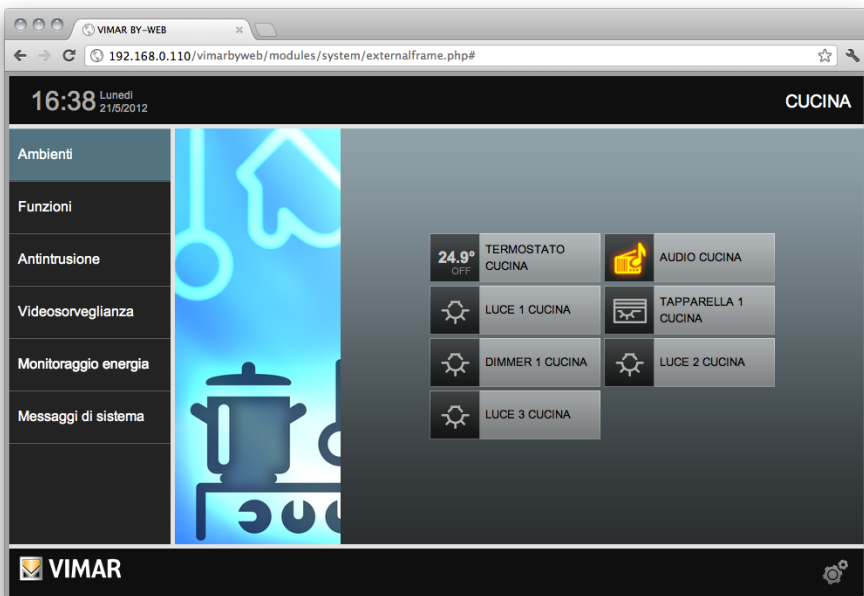 VIMAR BY-WEB
192.168.0.110/vimarbyweb/modules/system/externalframe.php#
16:38 Lunedì
21/5/2012
CUCINA
Ambienti
Funzioni
Antintrusione
Videosorveglianza
Monitoraggio energia
Messaggi di sistema
24.9°
OFF
TERMOSTATO
CUCINA
AUDIO CUCINA
LUCE 1 CUCINA
TAPPARELLA 1
CUCINA
DIMMER 1 CUCINA
LUCE 2 CUCINA
LUCE 3 CUCINA
VIMAR